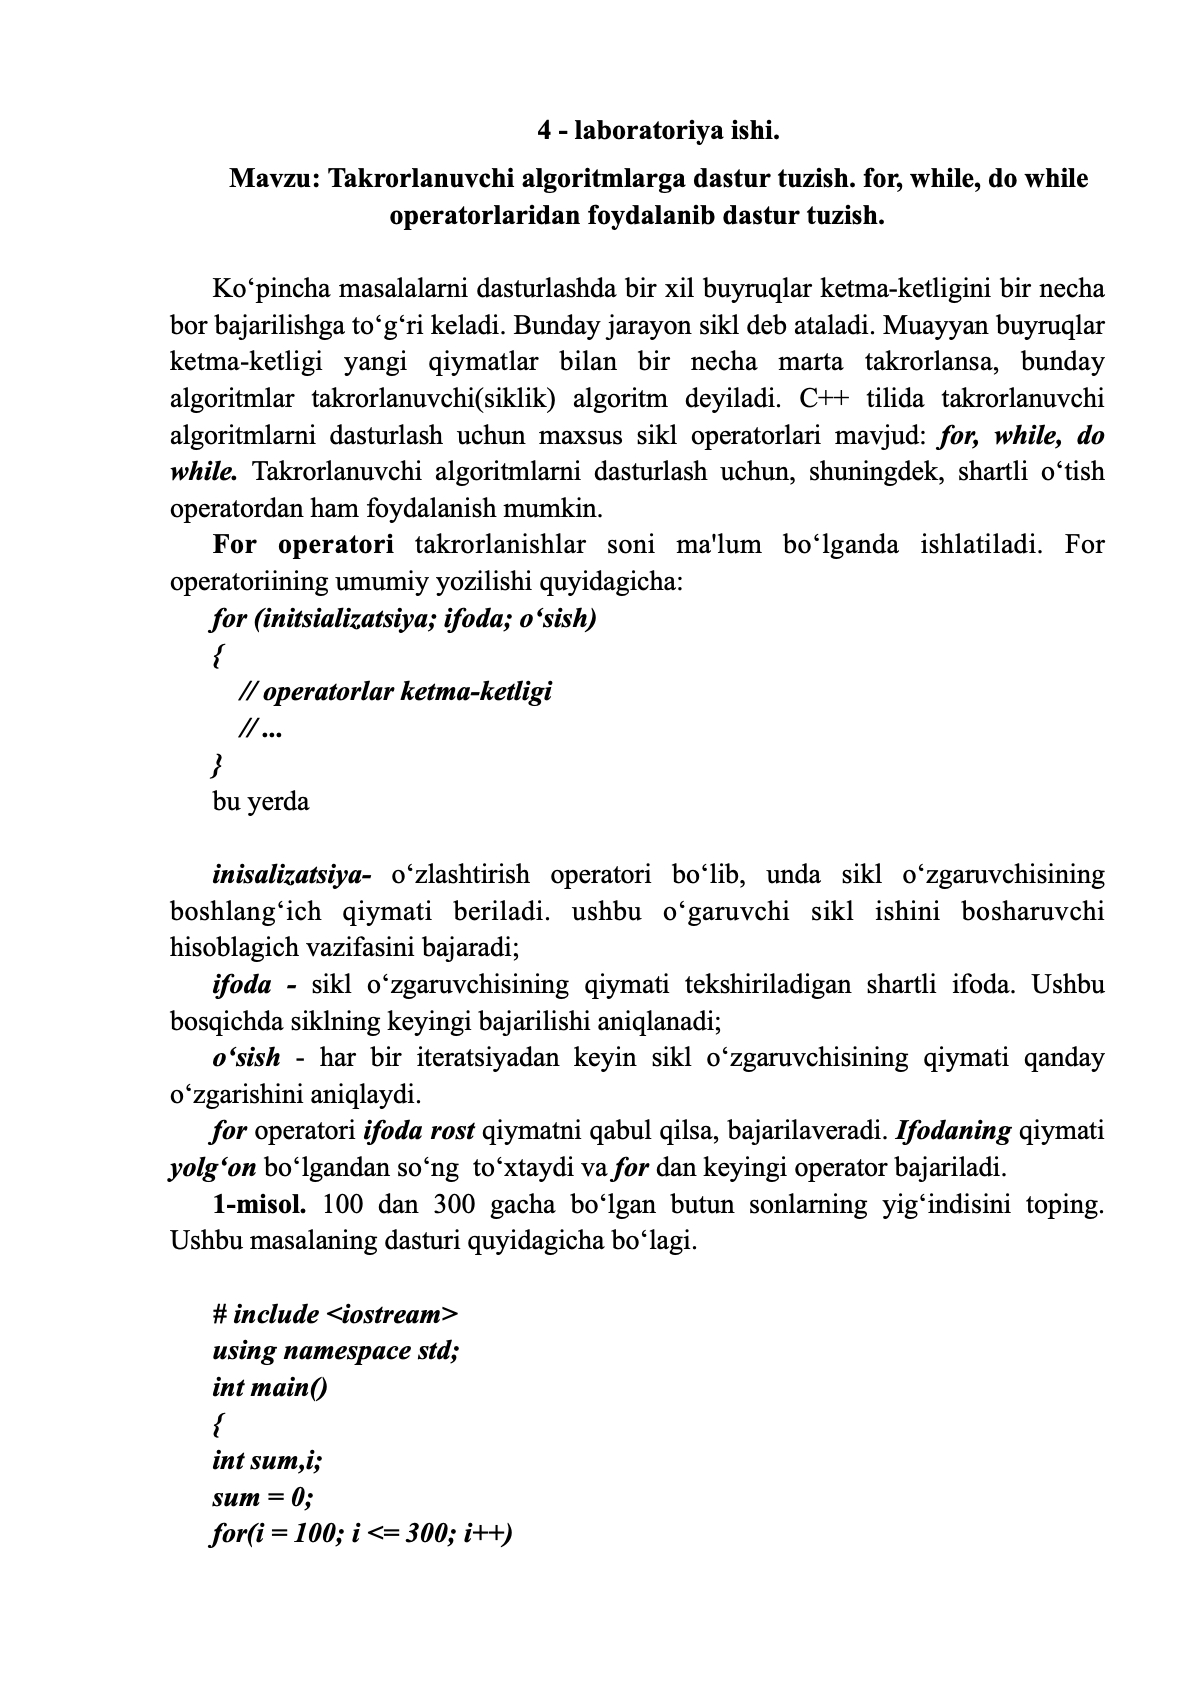 4 - laboratoriya ishi.
Mavzu: Takrorlanuvchi algoritmlarga dastur tuzish. for, while, do while
operatorlaridan foydalanib dastur tuzish.
Ko‘pincha masalalarni dasturlashda bir xil buyruqlar ketma-ketligini bir necha
bor bajarilishga to‘g‘ri keladi. Bunday jarayon sikl deb ataladi. Muayyan buyruqlar
ketma-ketligi yangi qiymatlar bilan bir necha marta takrorlansa, bunday
algoritmlar takrorlanuvchi(siklik) algoritm deyiladi. C++ tilida takrorlanuvchi
algoritmlarni dasturlash uchun maxsus sikl operatorlari mavjud: for, while, do
while. Takrorlanuvchi algoritmlarni dasturlash uchun, shuningdek, shartli o‘tish
operatordan ham foydalanish mumkin.
For operatori takrorlanishlar soni ma'lum bo‘lganda ishlatiladi. For
operatoriining umumiy yozilishi quyidagicha:
for (initsializatsiya; ifoda; o‘sish)
{
// operatorlar ketma-ketligi
// ...
}
bu yerda
inisalizatsiya- o‘zlashtirish operatori bo‘lib, unda sikl o‘zgaruvchisining
boshlang‘ich qiymati beriladi. ushbu o‘garuvchi sikl ishini bosharuvchi
hisoblagich vazifasini bajaradi;
ifoda - sikl o‘zgaruvchisining qiymati tekshiriladigan shartli ifoda. Ushbu
bosqichda siklning keyingi bajarilishi aniqlanadi;
o‘sish - har bir iteratsiyadan keyin sikl o‘zgaruvchisining qiymati qanday
o‘zgarishini aniqlaydi.
for operatori ifoda rost qiymatni qabul qilsa, bajarilaveradi. Ifodaning qiymati
yolg‘on bo‘lgandan so‘ng to‘xtaydi va for dan keyingi operator bajariladi.
1-misol. 100 dan 300 gacha bo‘lgan butun sonlarning yig‘indisini toping.
Ushbu masalaning dasturi quyidagicha bo‘lagi.
# include <iostream>
using namespace std;
int main()
{
int sum,i;
sum = 0;
for(i = 100; i <= 300; i++)